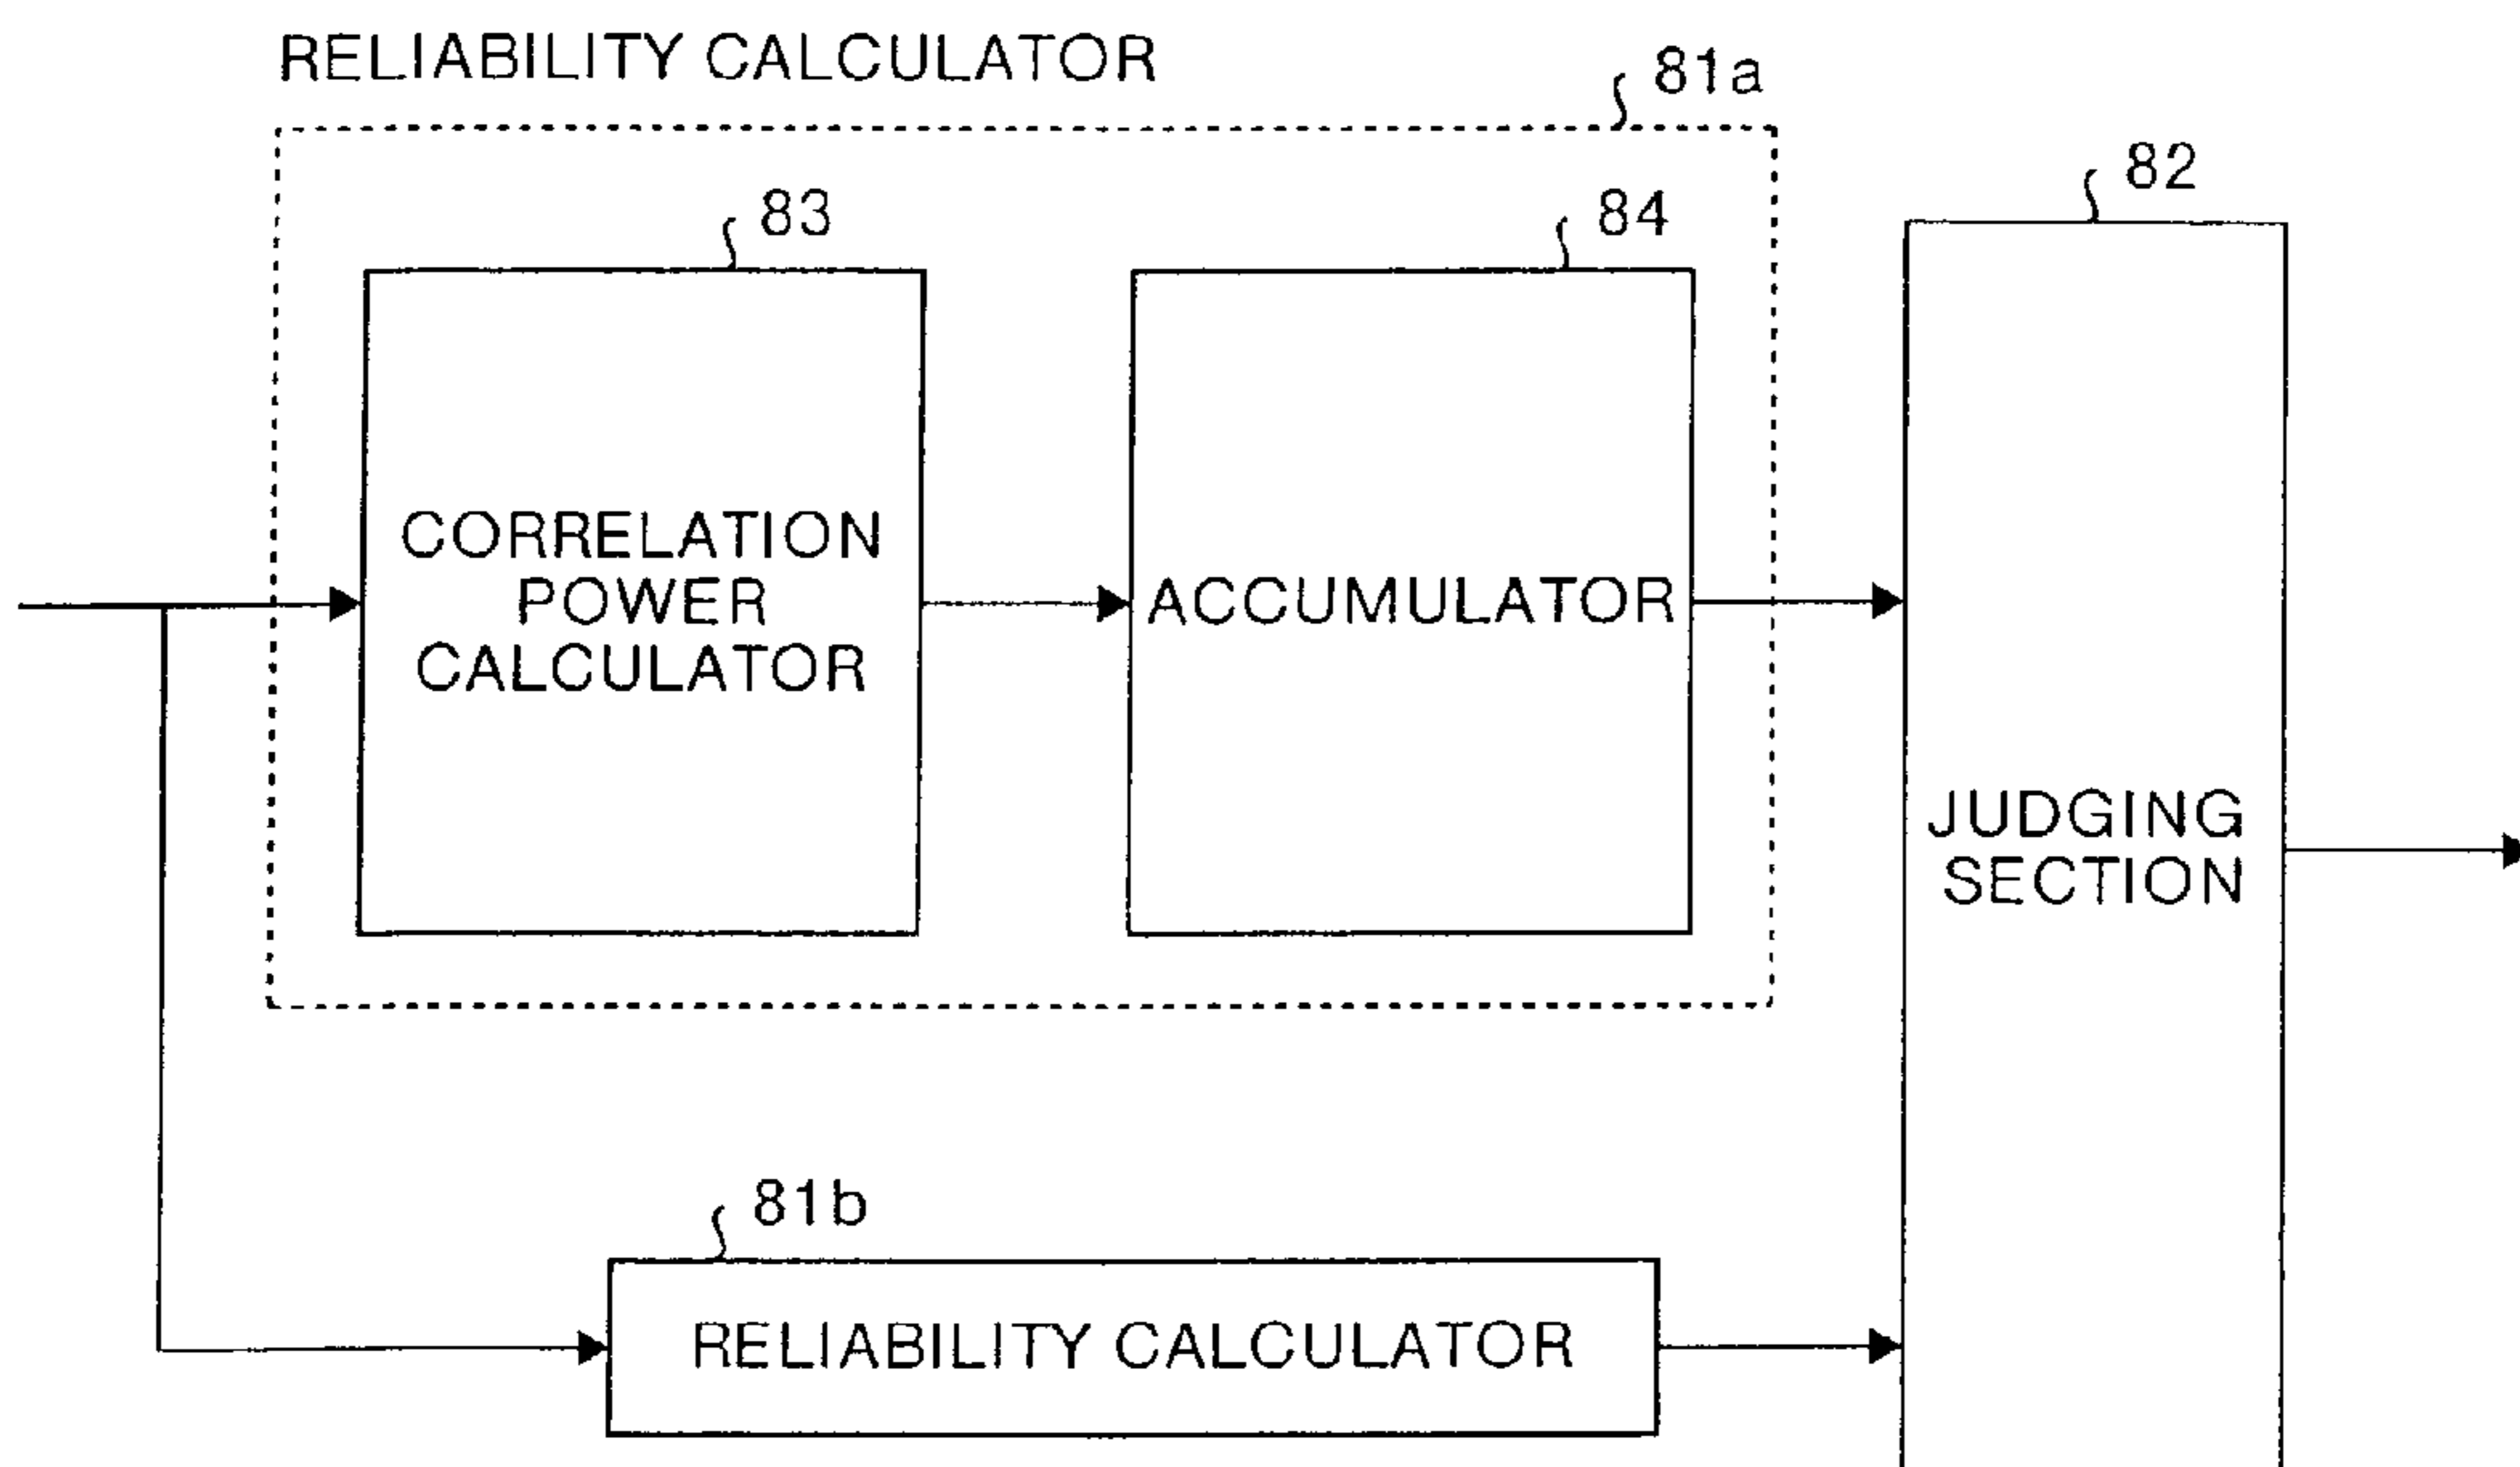 RELIABILITY CALCULATOR
81a
82
83
84
CORRELATION
POWER
CALCULATOR
ACCUMULATOR
JUDGING
SECTION
81b
RELIABILITY CALCULATOR